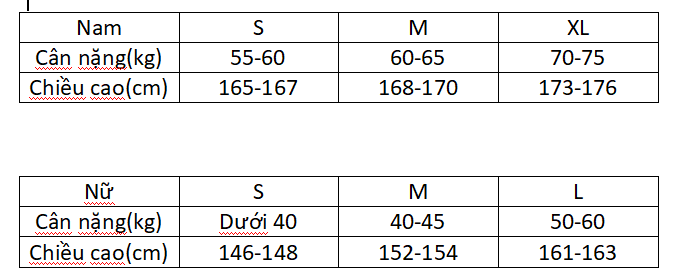 Nam S M XL
Cân nặng(kg) 55-60 60-65 70-75
Chiều cao(cm) 165-167 168-170 173-176
Nữ S M L
Cân nặng(kg) Dưới 40 40-45 50-60
Chiều cao(cm) 146-148 152-154 161-163